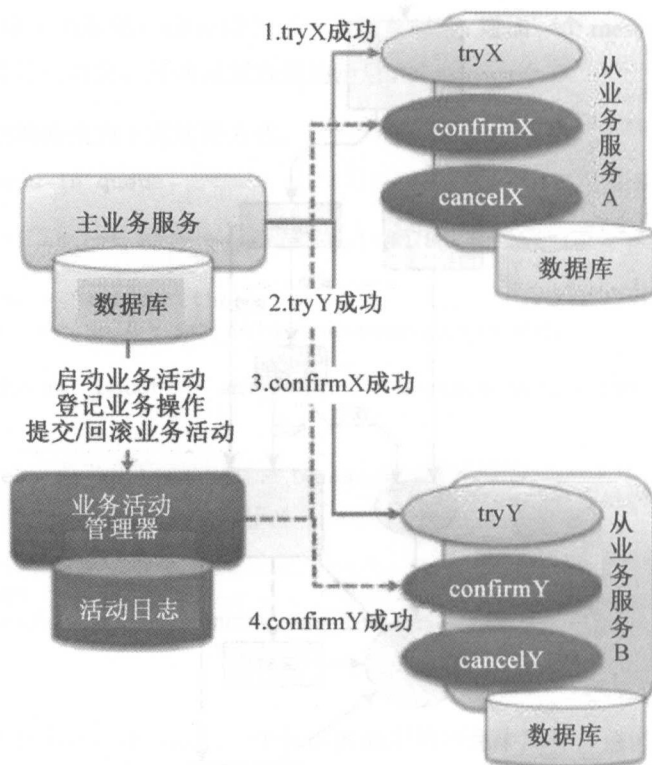 1.tryX成功
tryX
confirmX
cancelX
从业务服务A
数据库
主业务服务
数据库
2.tryY成功
启动业务活动
登记业务操作
提交/回滚业务活动
3.confirmX成功
业务活动
管理器
活动日志
tryY
confirmY
cancelY
从业务服务B
数据库
4.confirmY成功